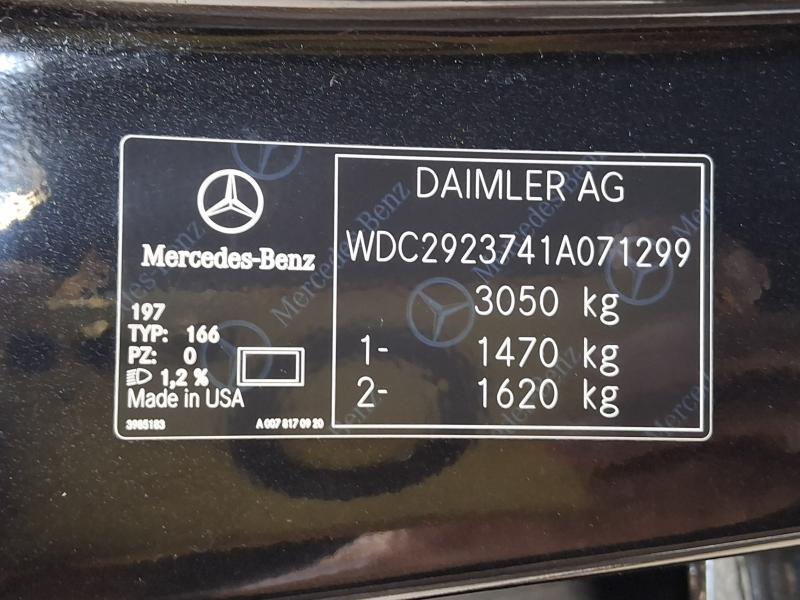 Mercedes-Benz
197
TYP: 166
PZ: 0
1,2 %
Made in USA
3985183
A 007 817 09 20
DAIMLER AG
WDC2923741A071299
3050 kg
1- 1470 kg
2- 1620 kg